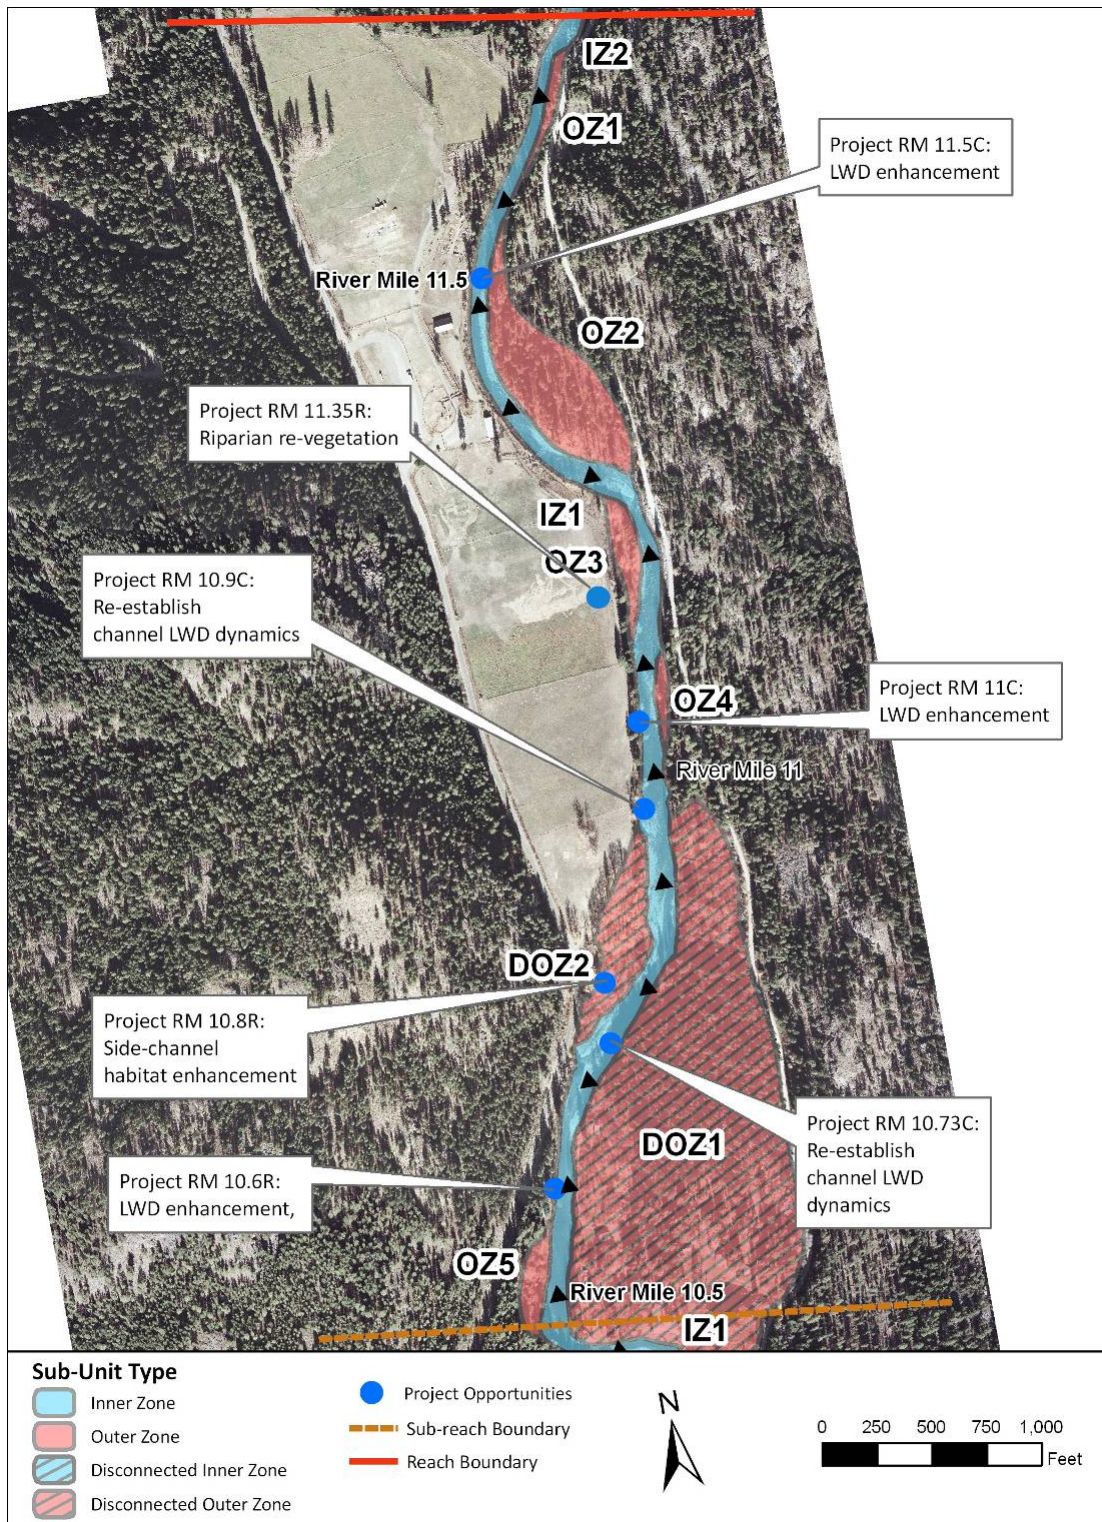 IZ2
OZ1
Project RM 11.5C:
LWD enhancement
River Mile 11.5
OZ2
Project RM 11.35R:
Riparian re-vegetation
IZ1
OZ3
Project RM 10.9C:
Re-establish
channel LWD dynamics
Project RM 11C:
LWD enhancement
OZ4
River Mile 11
DOZ2
Project RM 10.8R:
Side-channel
habitat enhancement
Project RM 10.73C:
Re-establish
channel LWD
dynamics
DOZ1
Project RM 10.6R:
LWD enhancement,
OZ5
River Mile 10.5
IZ1
Sub-Unit Type
Inner Zone
Outer Zone
Disconnected Inner Zone
Disconnected Outer Zone
Project Opportunities
Sub-reach Boundary
Reach Boundary
N
0 250 500 750 1,000
Feet